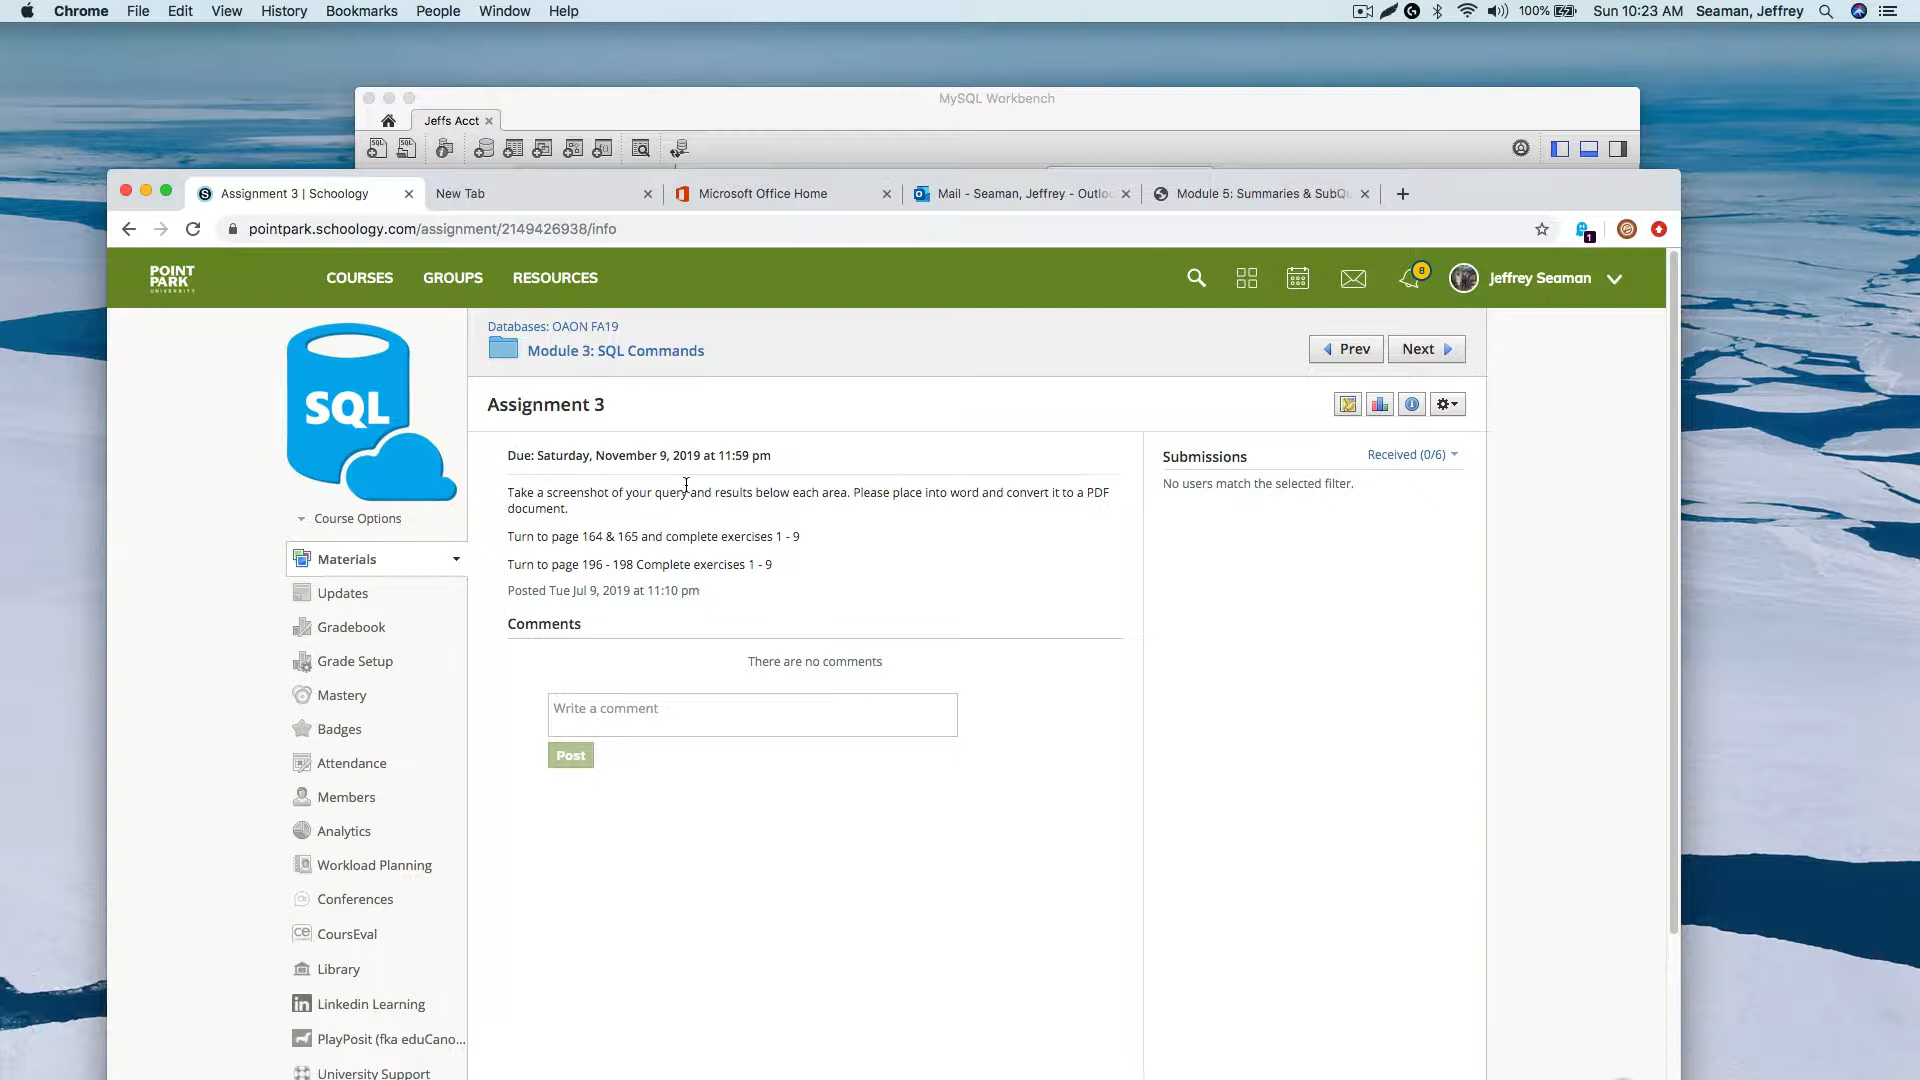 Chrome File Edit View History Bookmarks People Window Help
100% Sun 10:23 AM Seaman, Jeffrey
MySQL Workbench
Jeffs Acct
SQL SQL
Assignment 3 | Schoology
New Tab
Microsoft Office Home
Mail - Seaman, Jeffrey - Outlo
Module 5: Summaries & SubQu
pointpark.schoology.com/assignment/2149426938/info
1
POINT
PARK
UNIVERSITY
COURSES GROUPS RESOURCES
8
Jeffrey Seaman
SQL
Databases: OAON FA19
Module 3: SQL Commands
Prev Next
Assignment 3
Due: Saturday, November 9, 2019 at 11:59 pm
Take a screenshot of your query and results below each area. Please place into word and convert it to a PDF
document.
Turn to page 164 & 165 and complete exercises 1 - 9
Turn to page 196 - 198 Complete exercises 1 - 9
Posted Tue Jul 9, 2019 at 11:10 pm
Comments
There are no comments
Write a comment
Post
Submissions
Received (0/6)
No users match the selected filter.
Course Options
Materials
Updates
Gradebook
Grade Setup
Mastery
Badges
Attendance
Members
Analytics
Workload Planning
Conferences
CE CoursEval
Library
in Linkedin Learning
PlayPosit (fka eduCano...
University Support